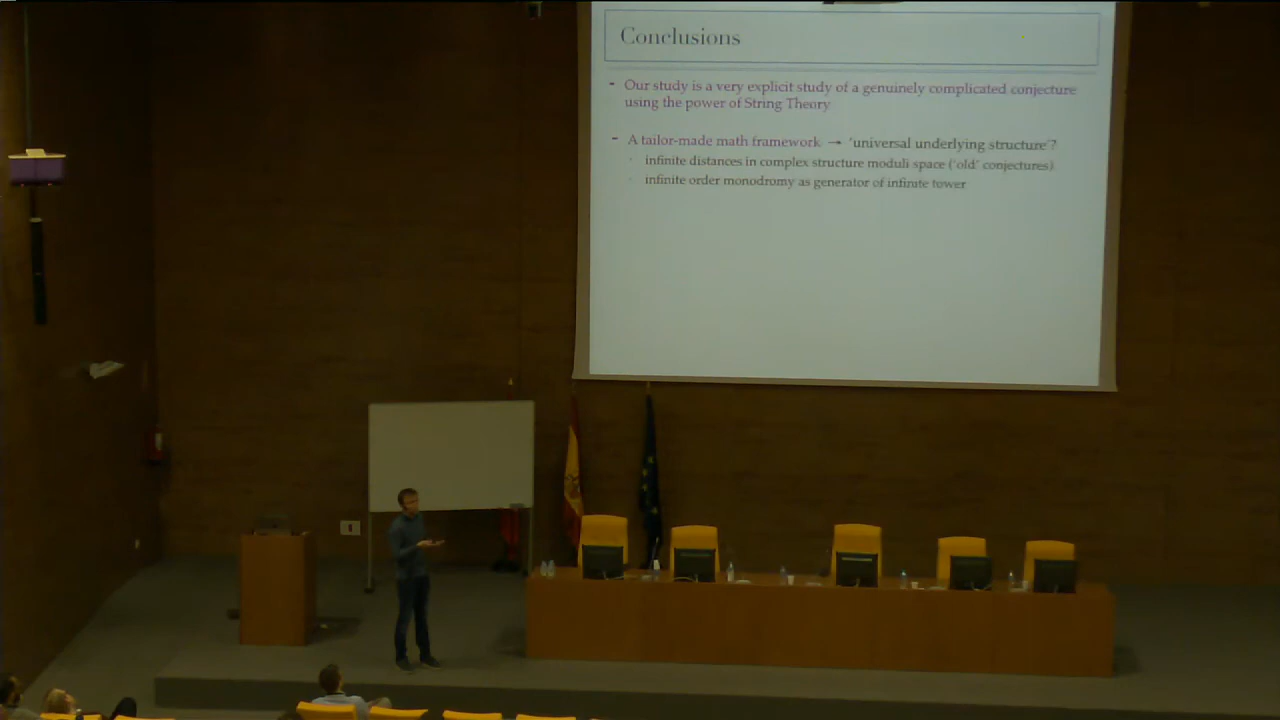 Conclusions
- Our study is a very explicit study of a genuinely complicated conjecture
using the power of String Theory
- A tailor-made math framework → 'universal underlying structure'?
infinite distances in complex structure moduli space ('old' conjectures)
infinite order monodromy as generator of infinite tower